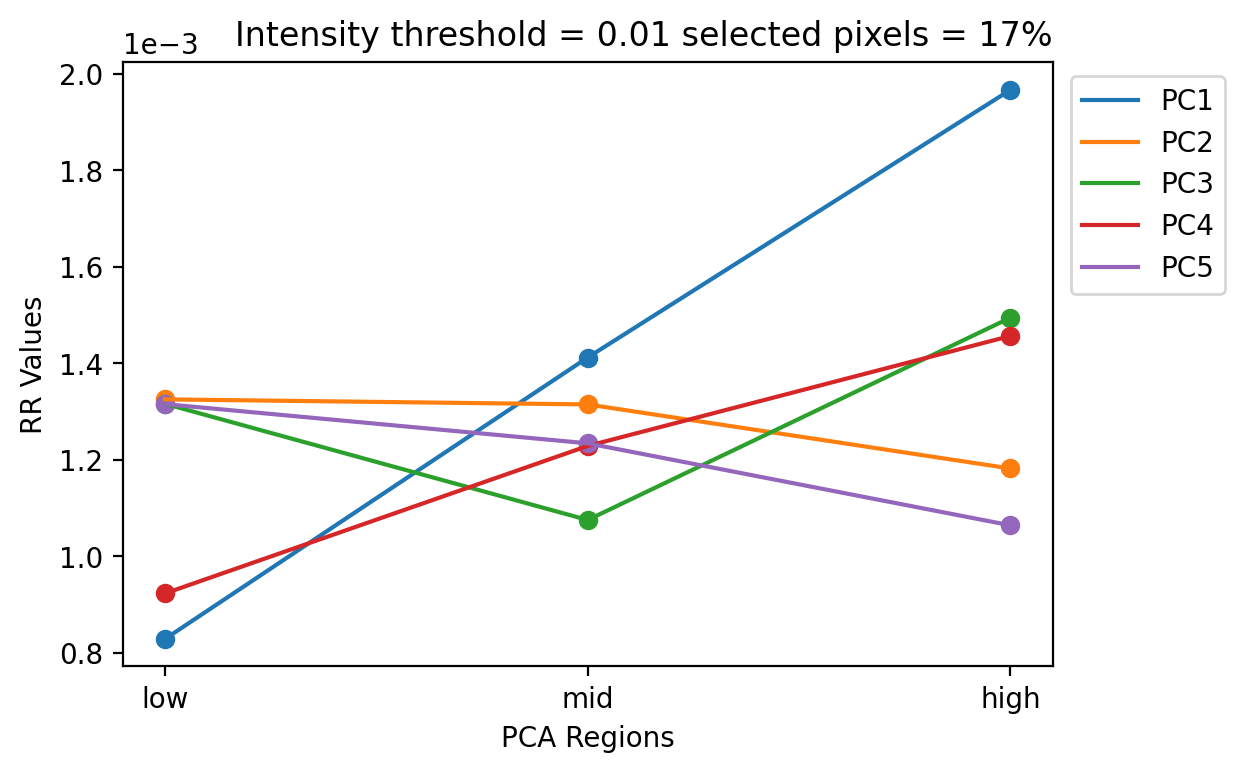 Intensity threshold = 0.01 selected pixels = 17%
1e−3
2.0
1.8
1.6
1.4
1.2
1.0
0.8
RR Values
low
mid
high
PCA Regions
PC1
PC2
PC3
PC4
PC5